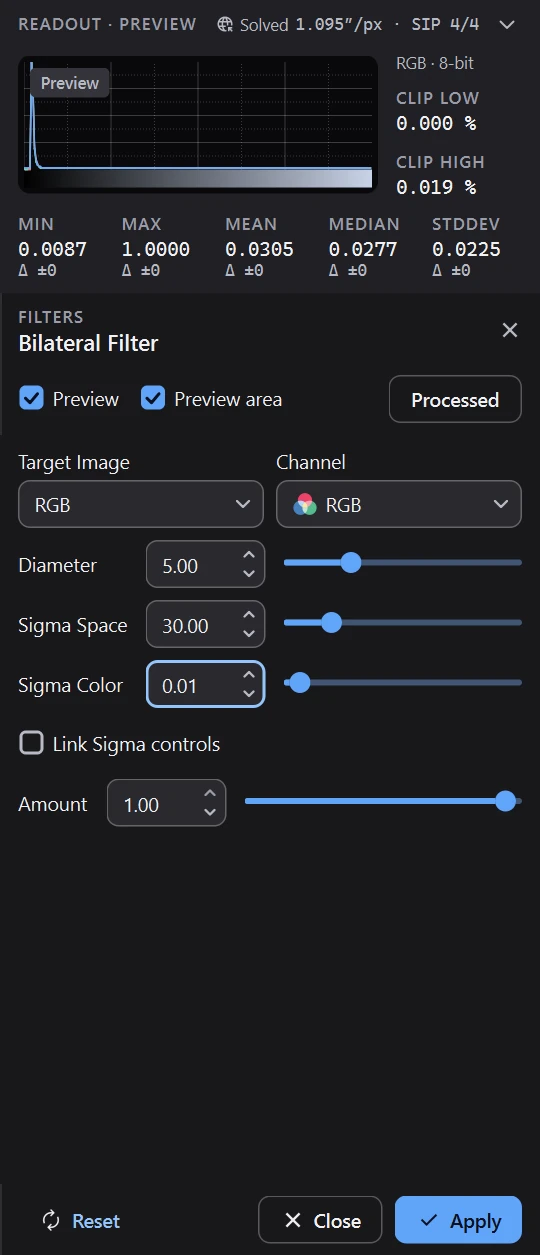 READOUT · PREVIEW Solved 1.095″/px · SIP 4/4
Preview
RGB · 8-bit
CLIP LOW
0.000 %
CLIP HIGH
0.019 %
MIN MAX MEAN MEDIAN STDDEV
0.0087 1.0000 0.0305 0.0277 0.0225
Δ ±0 Δ ±0 Δ ±0 Δ ±0 Δ ±0
FILTERS
Bilateral Filter
Preview Preview area Processed
Target Image Channel
RGB RGB
Diameter 5.00
Sigma Space 30.00
Sigma Color 0.01
Link Sigma controls
Amount 1.00
Reset Close Apply